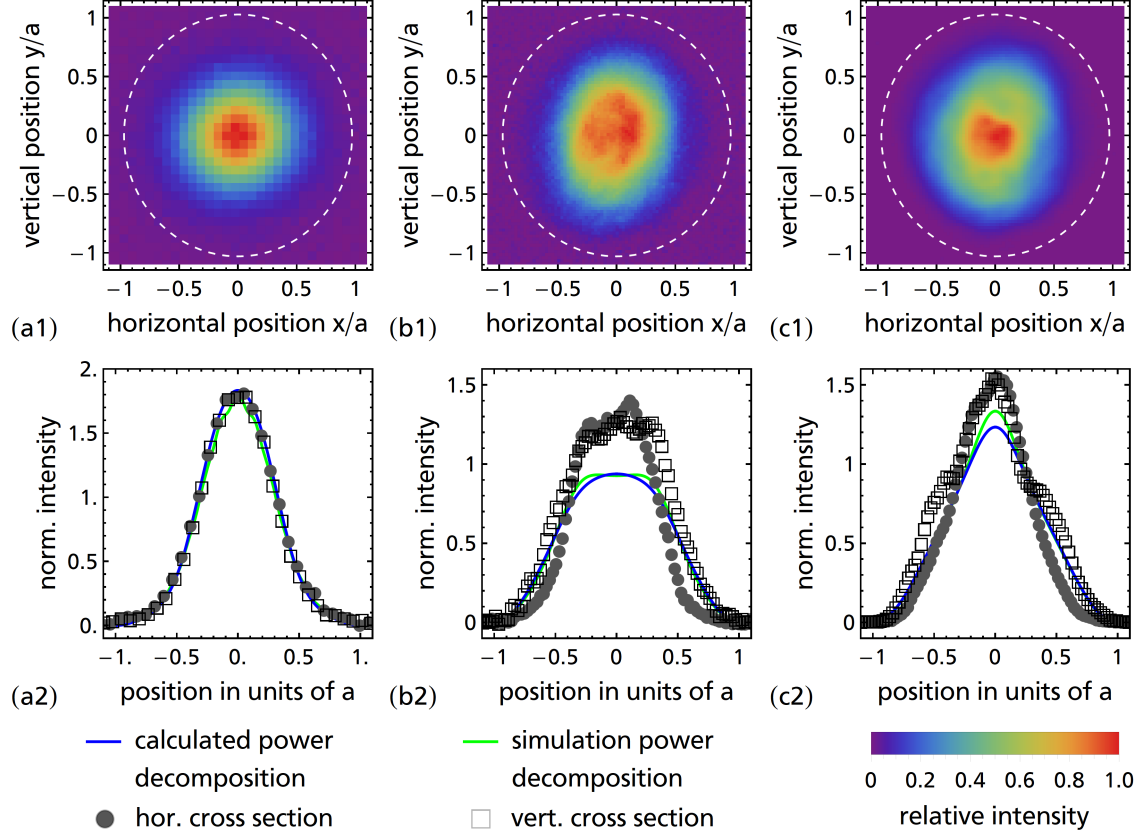 vertical position y/a
1
0.5
0
−0.5
−1
−1 −0.5 0 0.5 1
(a1) horizontal position x/a
vertical position y/a
1
0.5
0
−0.5
−1
−1 −0.5 0 0.5 1
(b1) horizontal position x/a
vertical position y/a
1
0.5
0
−0.5
−1
−1 −0.5 0 0.5 1
(c1) horizontal position x/a
norm. intensity
2.
1.5
1.0
0.5
0.
−1. −0.5 0. 0.5 1.
(a2) position in units of a
norm. intensity
1.5
1
0.5
0
−1 −0.5 0 0.5 1
(b2) position in units of a
norm. intensity
1.5
1
0.5
0
−1 −0.5 0 0.5 1
(c2) position in units of a
calculated power
decomposition
hor. cross section
simulation power
decomposition
vert. cross section
0 0.2 0.4 0.6 0.8 1.0
relative intensity